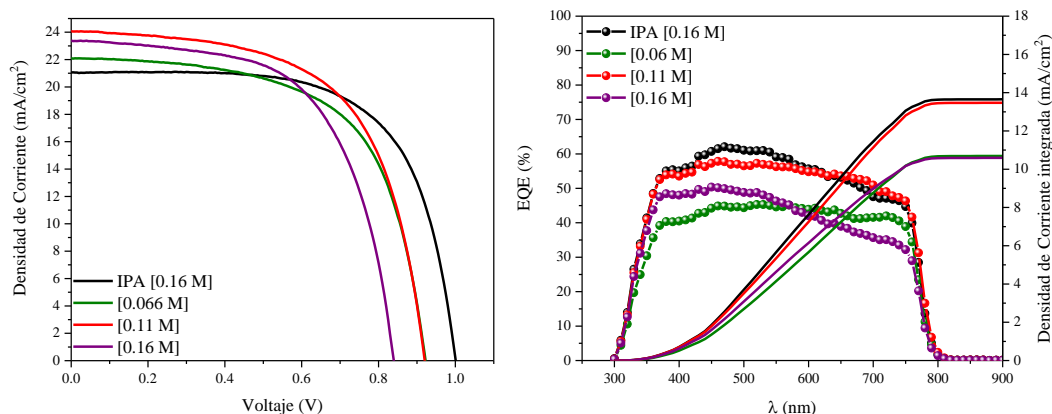 Densidad de Corriente (mA/cm²)
24
22
20
18
16
14
12
10
8
6
4
2
0
IPA [0.16 M]
[0.066 M]
[0.11 M]
[0.16 M]
0.0 0.2 0.4 0.6 0.8 1.0
Voltaje (V)
EQE (%)
100
90
80
70
60
50
40
30
20
10
0
IPA [0.16 M]
[0.06 M]
[0.11 M]
[0.16 M]
300 400 500 600 700 800 900
λ (nm)
18
16
14
12
10
8
6
4
2
0
Densidad de Corriente integrada (mA/cm²)